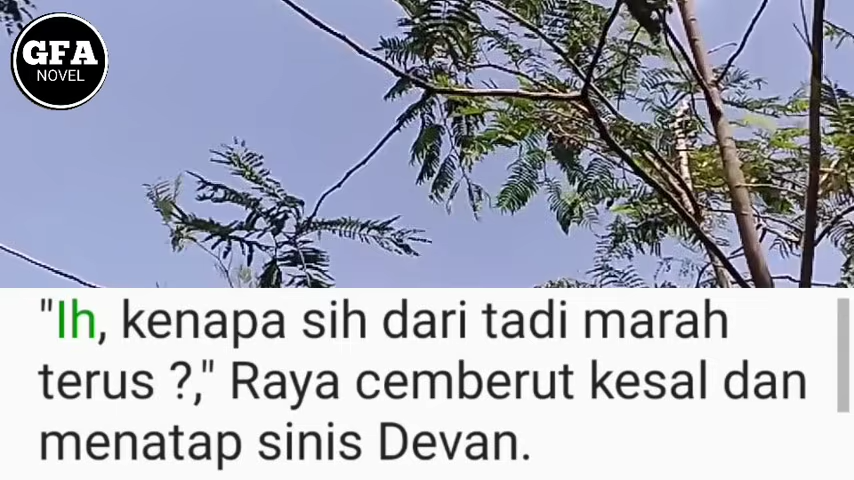 GFA
NOVEL
"Ih, kenapa sih dari tadi marah
terus ?," Raya cemberut kesal dan
menatap sinis Devan.